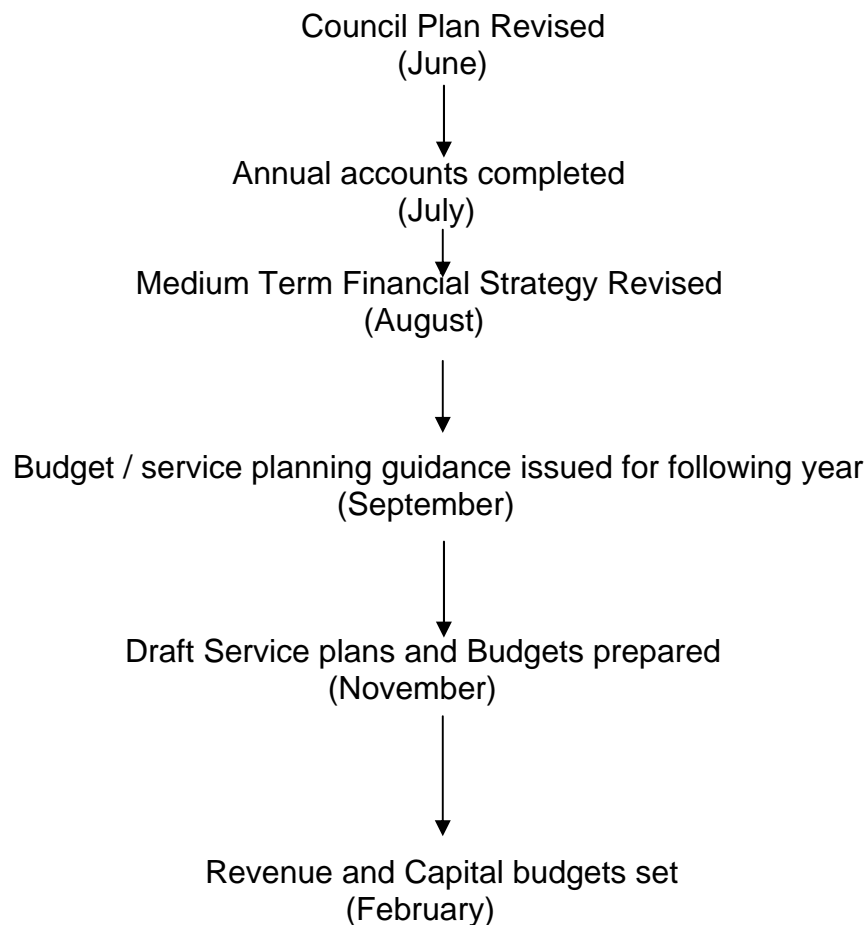 Council Plan Revised
(June)
Annual accounts completed
(July)
Medium Term Financial Strategy Revised
(August)
Budget / service planning guidance issued for following year
(September)
Draft Service plans and Budgets prepared
(November)
Revenue and Capital budgets set
(February)